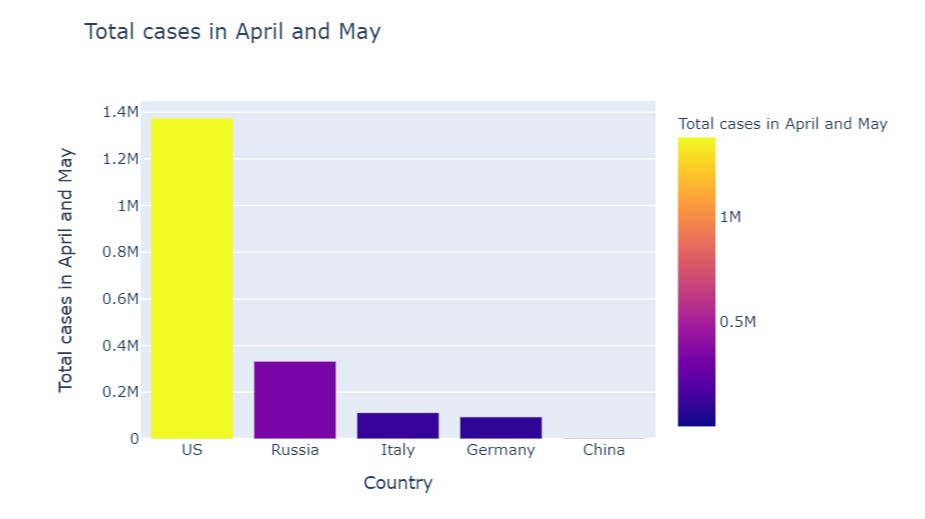 Total cases in April and May
Total cases in April and May
1.4M
1.2M
1M
0.8M
0.6M
0.4M
0.2M
0
US Russia Italy Germany China
Country
Total cases in April and May
1M
0.5M